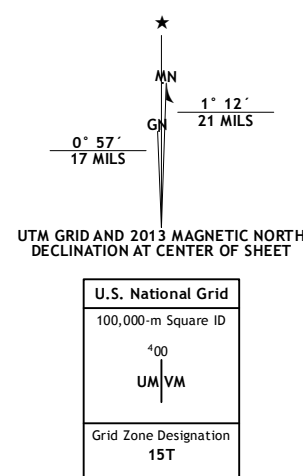 ★
MN
1° 12´
21 MILS
GN
0° 57´
17 MILS
UTM GRID AND 2013 MAGNETIC NORTH
DECLINATION AT CENTER OF SHEET
U.S. National Grid
100,000-m Square ID
⁴00
UM VM
Grid Zone Designation
15T